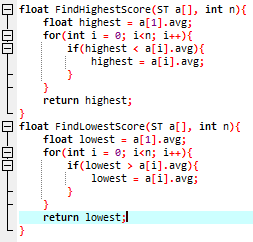 float FindHighestScore(ST a[], int n){
    float highest = a[1].avg;
    for(int i = 0; i<n; i++){
        if(highest < a[i].avg){
            highest = a[i].avg;
        }
    }
    return highest;
}
float FindLowestScore(ST a[], int n){
    float lowest = a[1].avg;
    for(int i = 0; i<n; i++){
        if(lowest > a[i].avg){
            lowest = a[i].avg;
        }
    }
    return lowest;
}